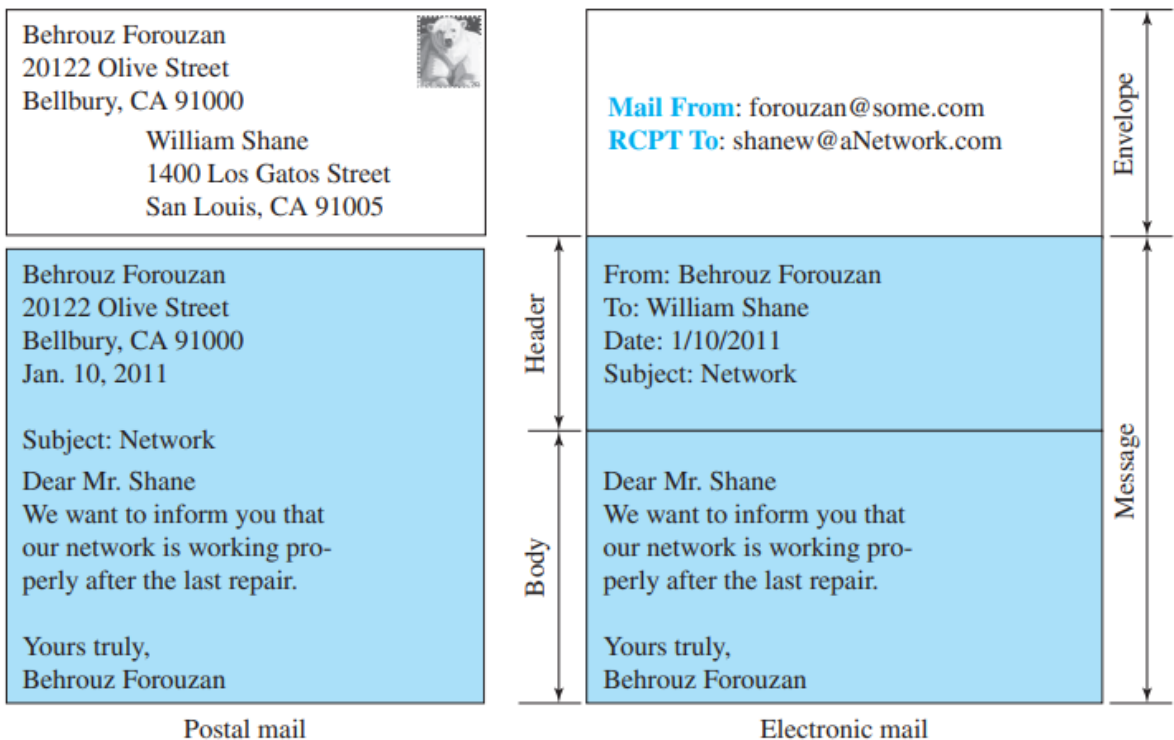 Behrouz Forouzan
20122 Olive Street
Bellbury, CA 91000
William Shane
1400 Los Gatos Street
San Louis, CA 91005
Behrouz Forouzan
20122 Olive Street
Bellbury, CA 91000
Jan. 10, 2011
Subject: Network
Dear Mr. Shane
We want to inform you that
our network is working pro-
perly after the last repair.
Yours truly,
Behrouz Forouzan
Postal mail
Mail From: forouzan@some.com
RCPT To: shanew@aNetwork.com
Envelope
Header
From: Behrouz Forouzan
To: William Shane
Date: 1/10/2011
Subject: Network
Body
Dear Mr. Shane
We want to inform you that
our network is working pro-
perly after the last repair.
Yours truly,
Behrouz Forouzan
Message
Electronic mail